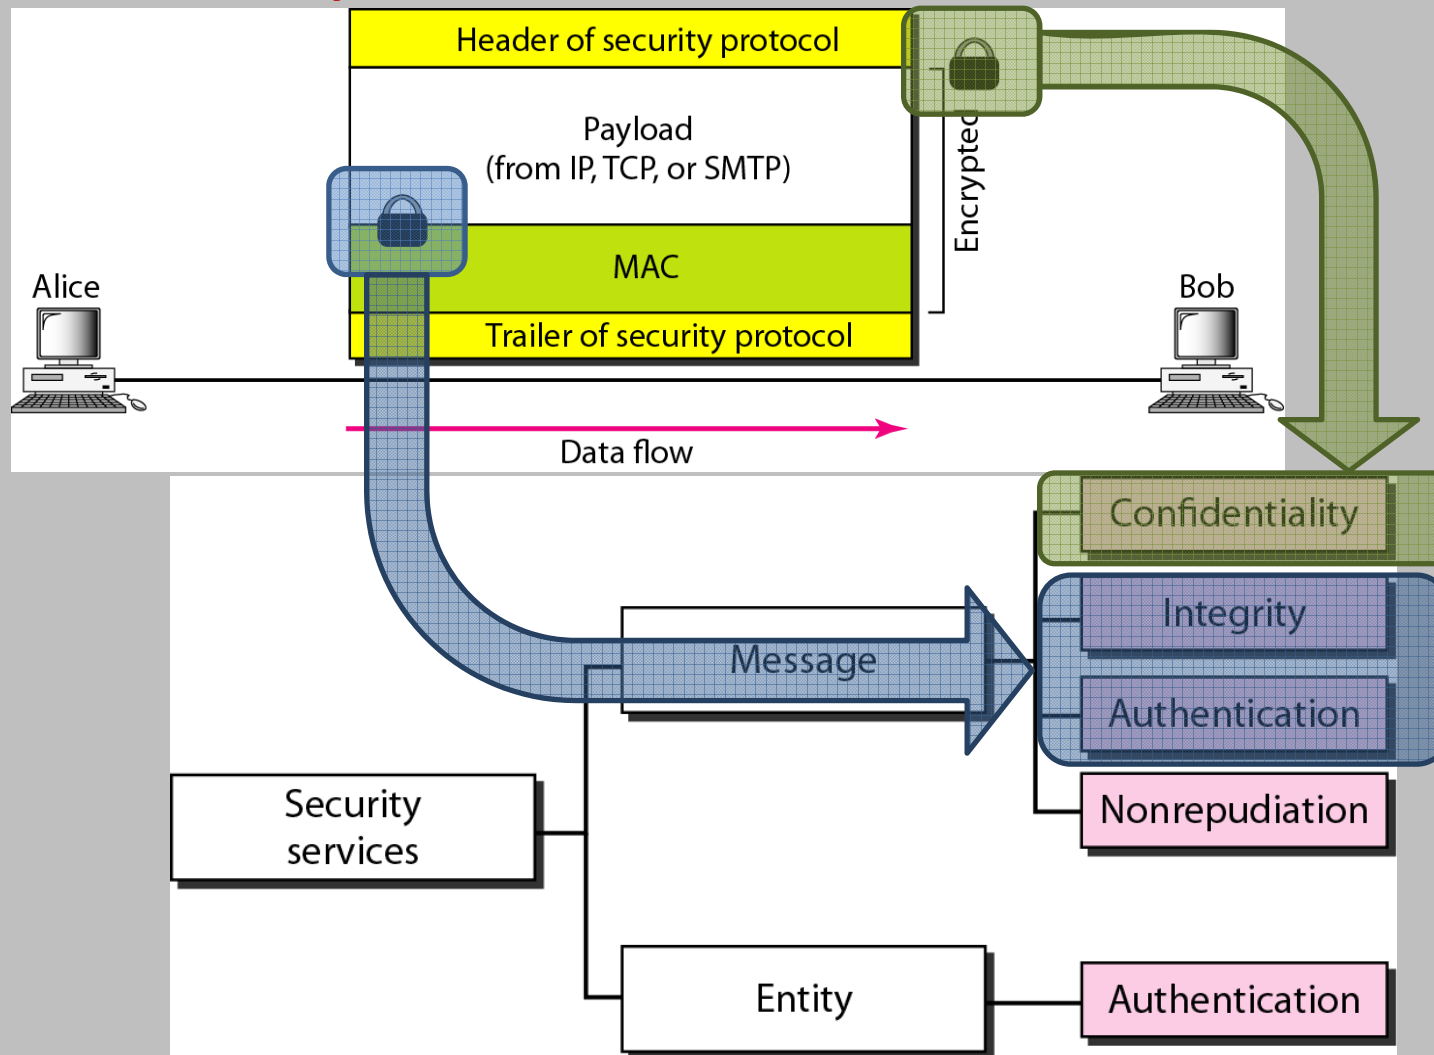 Header of security protocol
Payload
(from IP, TCP, or SMTP)
Encrypted
MAC
Trailer of security protocol
Alice
Bob
Data flow
Confidentiality
Integrity
Message
Authentication
Security
services
Nonrepudiation
Entity
Authentication